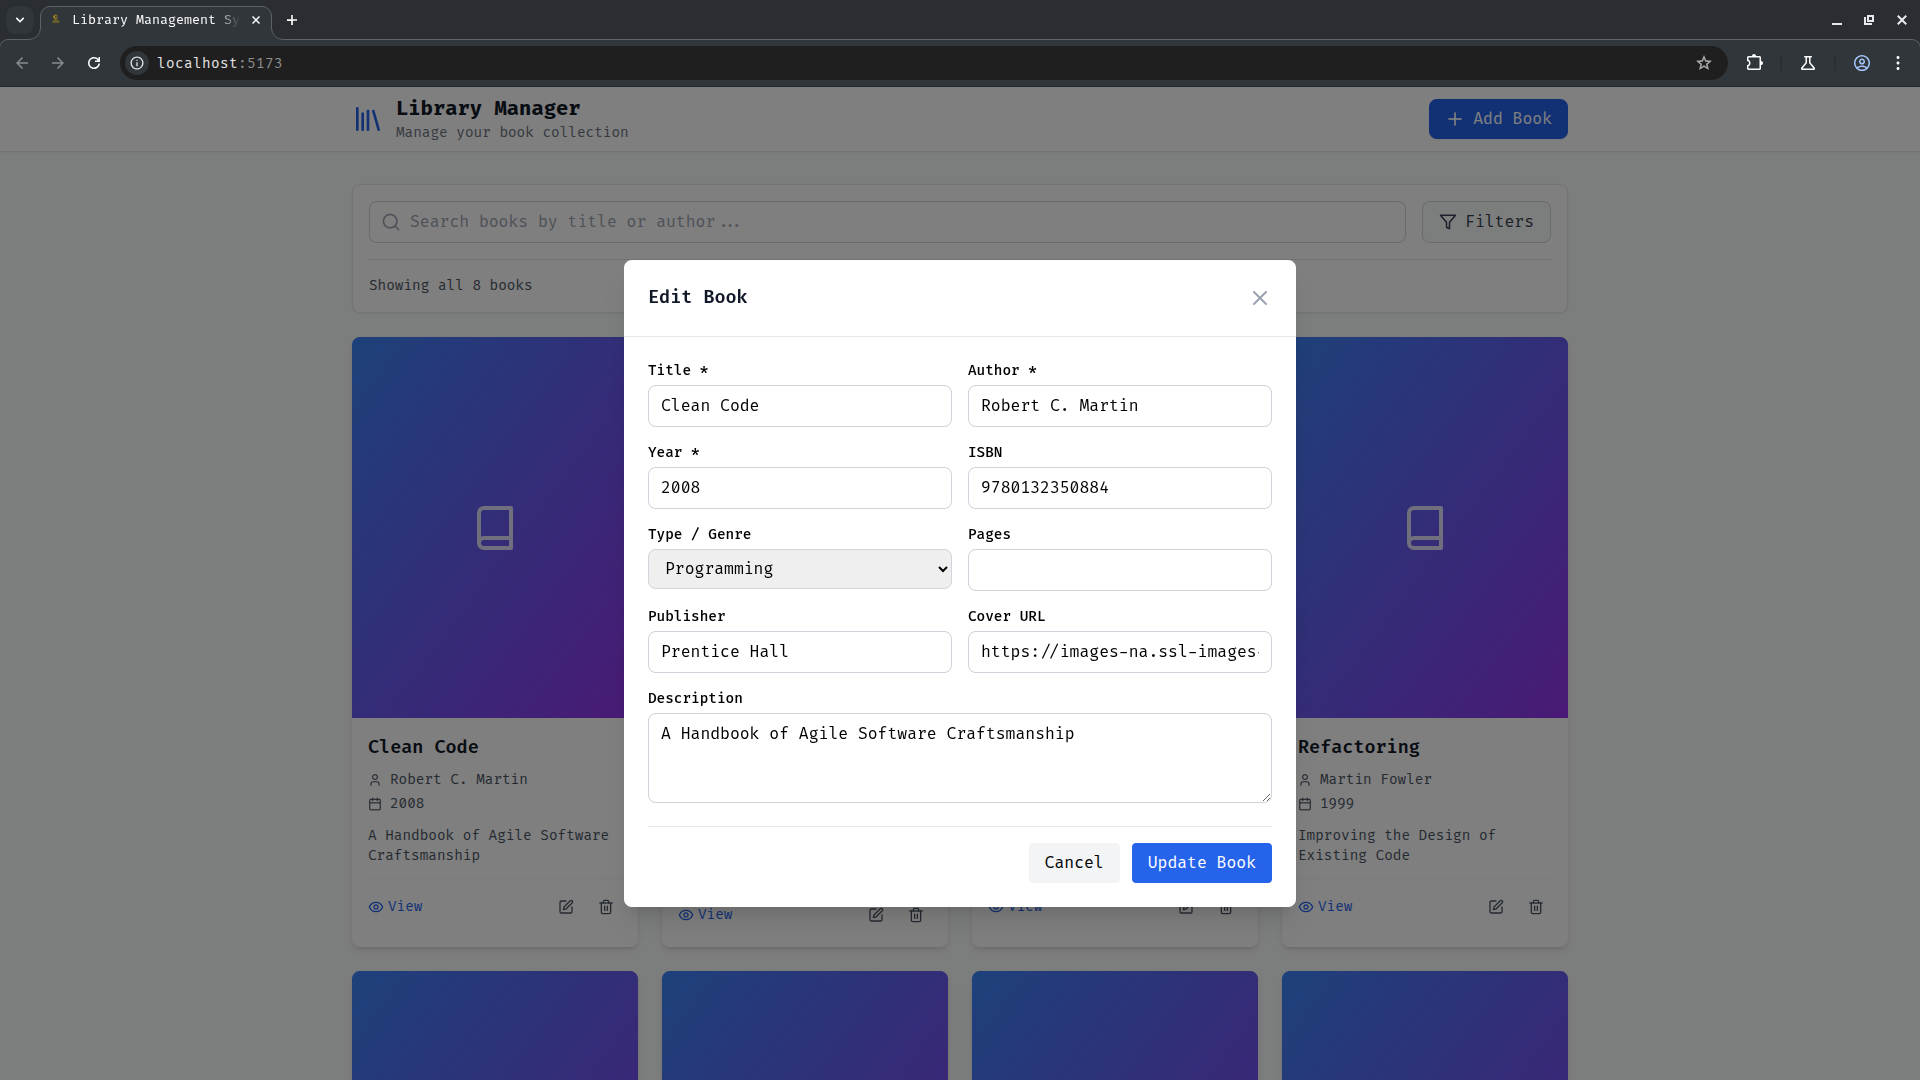 Library Management Sy
localhost:5173
Library Manager
Manage your book collection
Add Book
Search books by title or author...
Filters
Showing all 8 books
Edit Book
Title *
Author *
Clean Code
Robert C. Martin
Year *
ISBN
2008
9780132350884
Type / Genre
Pages
Programming
Publisher
Cover URL
Prentice Hall
https://images-na.ssl-images-
Description
A Handbook of Agile Software Craftsmanship
Cancel
Update Book
Clean Code
Robert C. Martin
2008
A Handbook of Agile Software
Craftsmanship
View
View
View
Refactoring
Martin Fowler
1999
Improving the Design of
Existing Code
View